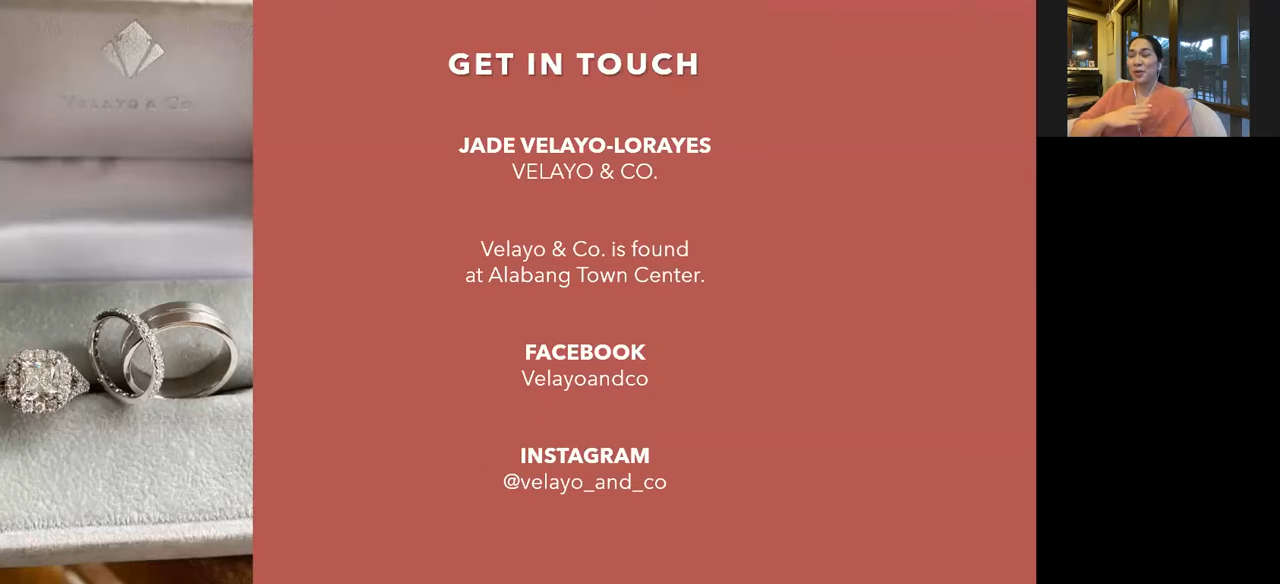 VELAYO & Co
GET IN TOUCH
JADE VELAYO-LORAYES
VELAYO & CO.
Velayo & Co. is found
at Alabang Town Center.
FACEBOOK
Velayoandco
INSTAGRAM
@velayo_and_co